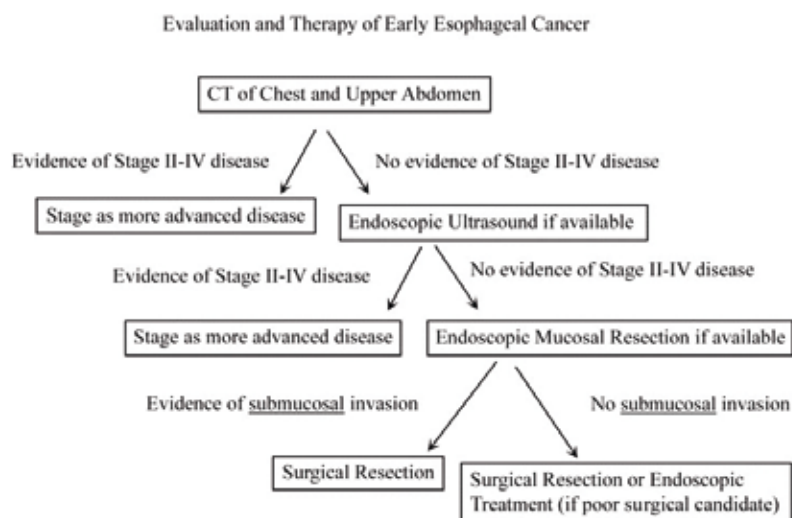 Evaluation and Therapy of Early Esophageal Cancer
CT of Chest and Upper Abdomen
Evidence of Stage II-IV disease
No evidence of Stage II-IV disease
Stage as more advanced disease
Endoscopic Ultrasound if available
Evidence of Stage II-IV disease
No evidence of Stage II-IV disease
Stage as more advanced disease
Endoscopic Mucosal Resection if available
Evidence of submucosal invasion
No submucosal invasion
Surgical Resection
Surgical Resection or Endoscopic
Treatment (if poor surgical candidate)